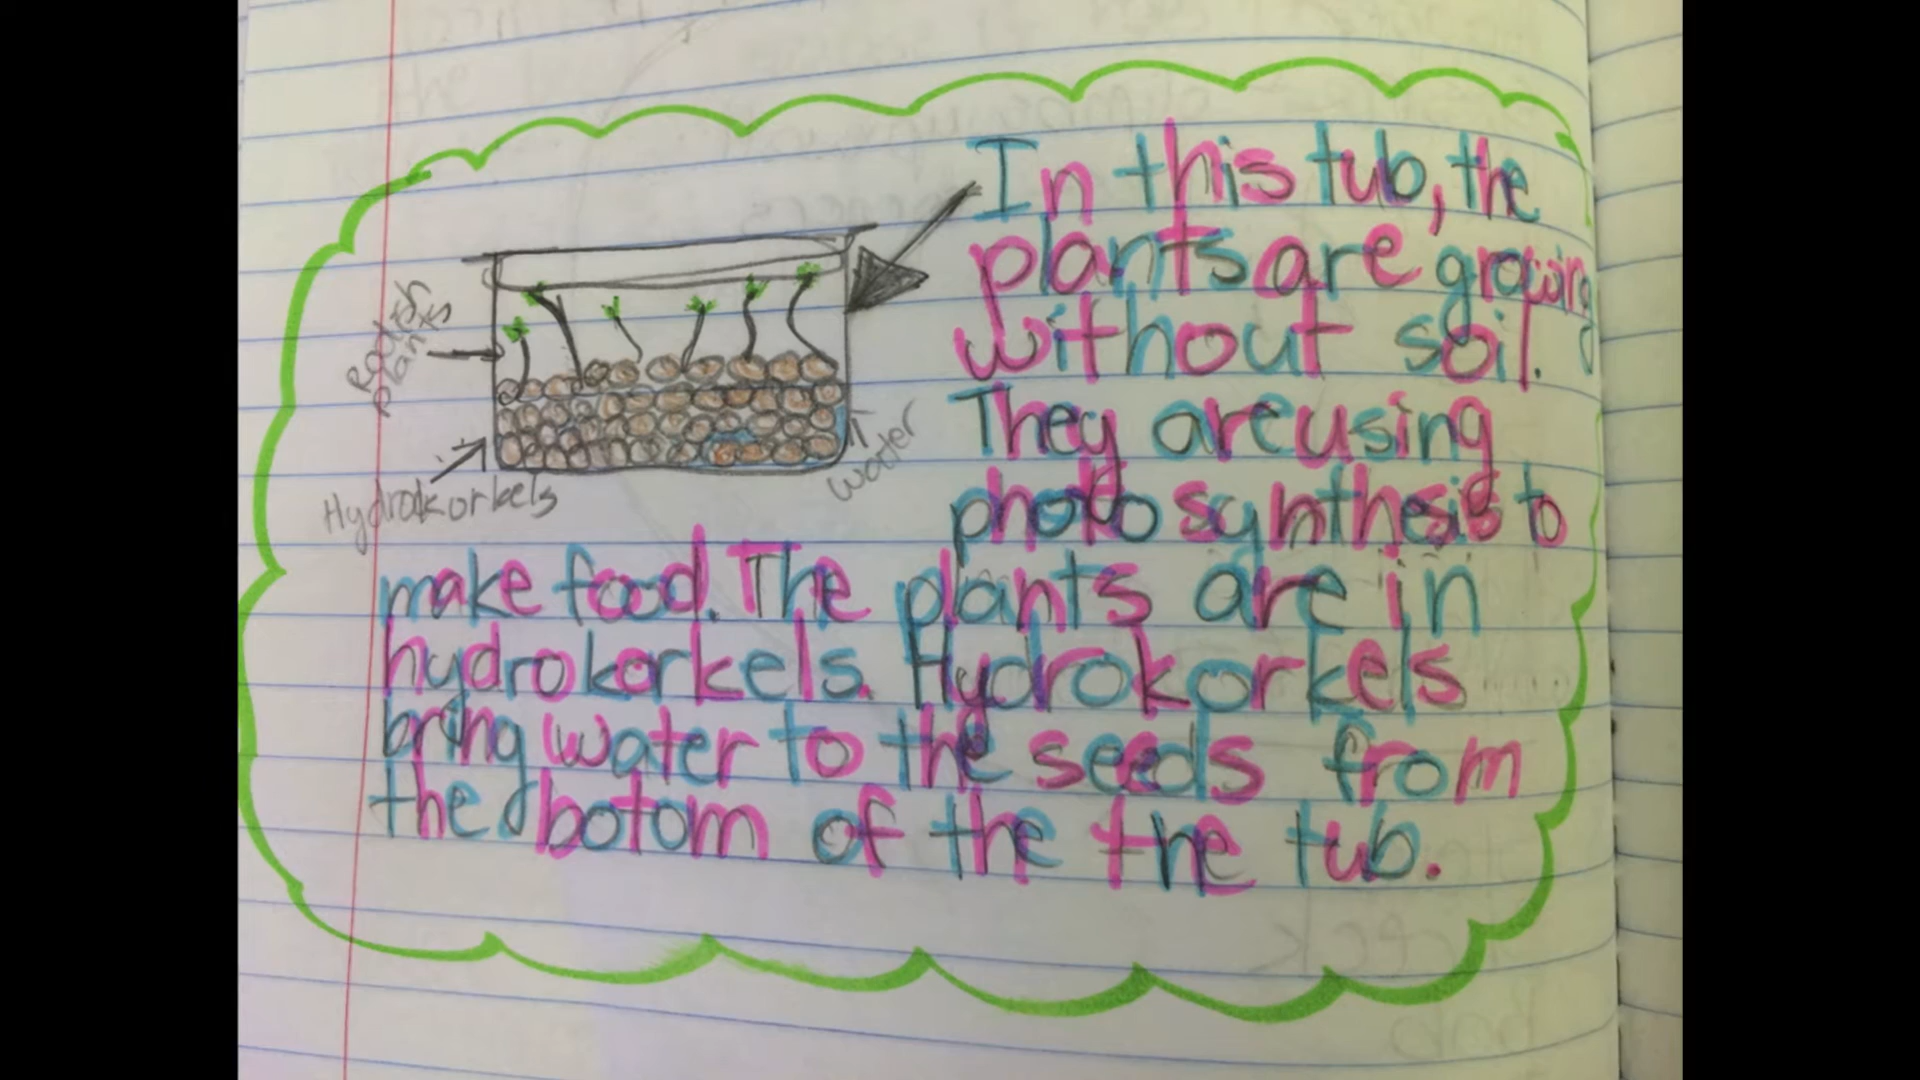 In this tub, the
plants are growing
without soil.
They are using
photosynthesis to
make food. The plants are in
hydrokorkels. Hydrokorkels
bring water to the seeds from
the botom of the the tub.
Radish
plants
Hydrokorkels
water